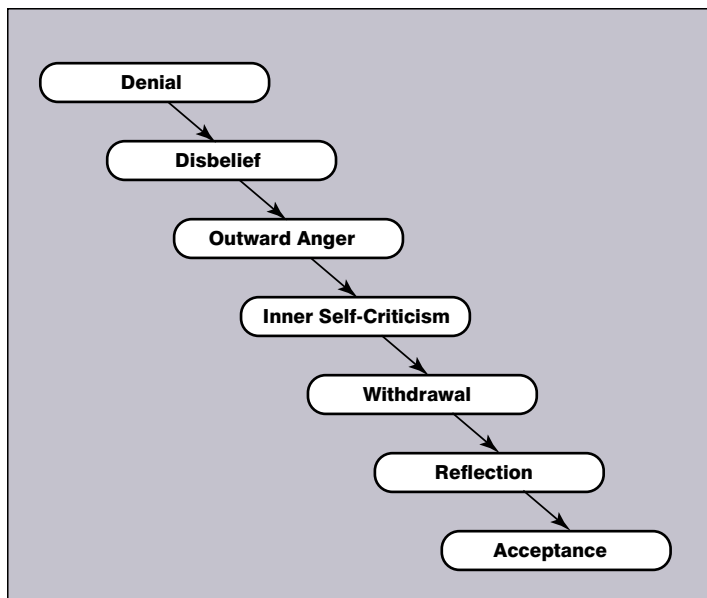 Denial
Disbelief
Outward Anger
Inner Self-Criticism
Withdrawal
Reflection
Acceptance